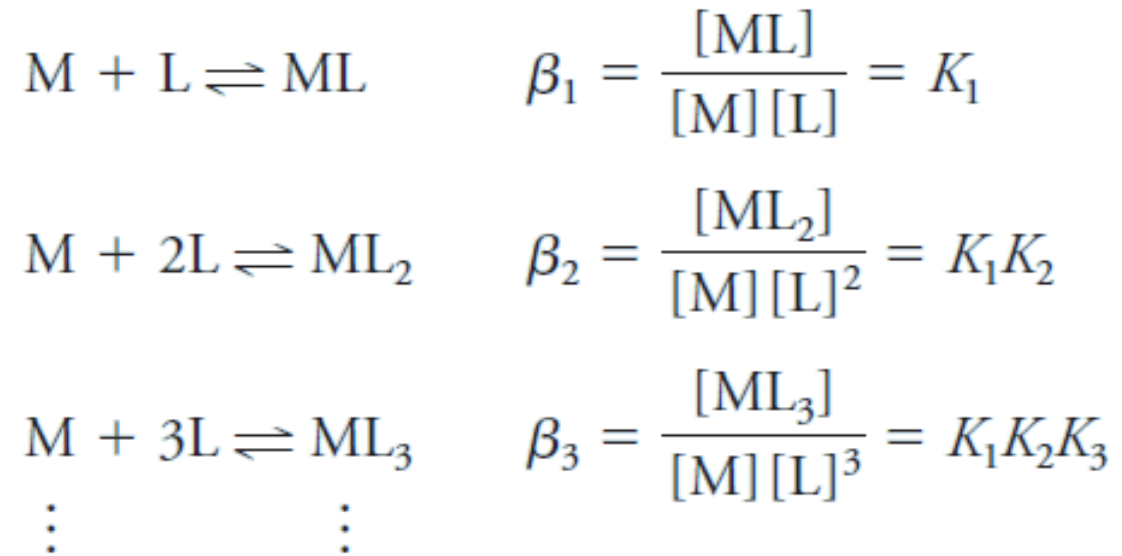 M + L ⇌ ML    β₁ = [ML] / [M][L] = K₁
M + 2L ⇌ ML₂    β₂ = [ML₂] / [M][L]² = K₁K₂
M + 3L ⇌ ML₃    β₃ = [ML₃] / [M][L]³ = K₁K₂K₃
⋮    ⋮